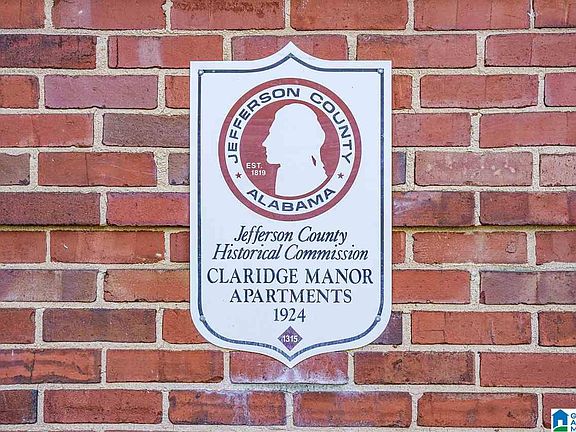 JEFFERSON COUNTY
EST.
1819
ALABAMA
Jefferson County
Historical Commission
CLARIDGE MANOR
APARTMENTS
1924
1315